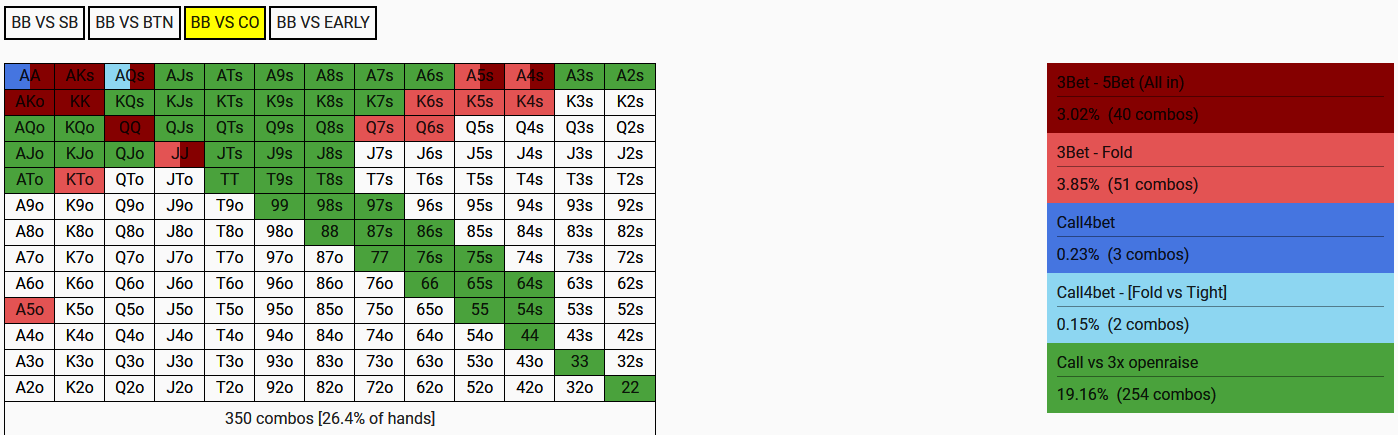 BB VS SB BB VS BTN BB VS CO BB VS EARLY
AA AKs AQs AJs ATs A9s A8s A7s A6s A5s A4s A3s A2s
AKo KK KQs KJs KTs K9s K8s K7s K6s K5s K4s K3s K2s
AQo KQo QQ QJs QTs Q9s Q8s Q7s Q6s Q5s Q4s Q3s Q2s
AJo KJo QJo JJ JTs J9s J8s J7s J6s J5s J4s J3s J2s
ATo KTo QTo JTo TT T9s T8s T7s T6s T5s T4s T3s T2s
A9o K9o Q9o J9o T9o 99 98s 97s 96s 95s 94s 93s 92s
A8o K8o Q8o J8o T8o 98o 88 87s 86s 85s 84s 83s 82s
A7o K7o Q7o J7o T7o 97o 87o 77 76s 75s 74s 73s 72s
A6o K6o Q6o J6o T6o 96o 86o 76o 66 65s 64s 63s 62s
A5o K5o Q5o J5o T5o 95o 85o 75o 65o 55 54s 53s 52s
A4o K4o Q4o J4o T4o 94o 84o 74o 64o 54o 44 43s 42s
A3o K3o Q3o J3o T3o 93o 83o 73o 63o 53o 43o 33 32s
A2o K2o Q2o J2o T2o 92o 82o 72o 62o 52o 42o 32o 22
350 combos [26.4% of hands]
3Bet - 5Bet (All in)
3.02% (40 combos)
3Bet - Fold
3.85% (51 combos)
Call4bet
0.23% (3 combos)
Call4bet - [Fold vs Tight]
0.15% (2 combos)
Call vs 3x openraise
19.16% (254 combos)